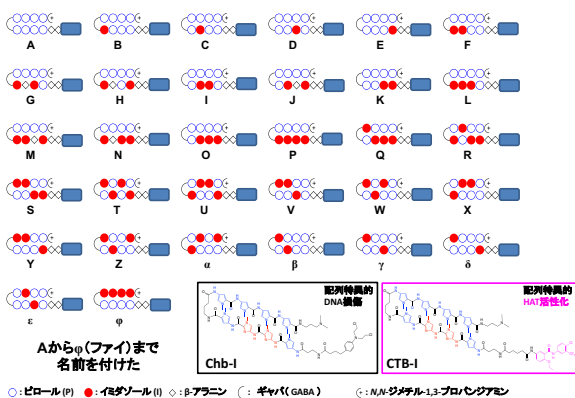 A B C D E F
G H I J K L
M N O P Q R
S T U V W X
Y Z α β γ δ
ε φ
Aからφ(ファイ)まで
名前を付けた
配列特異的
DNA損傷
Chb-I
配列特異的
HAT活性化
CTB-I
: ピロール (P) : イミダゾール (I) : β-アラニン : ギャバ (GABA) : N,N-ジメチル-1,3-プロパンジアミン